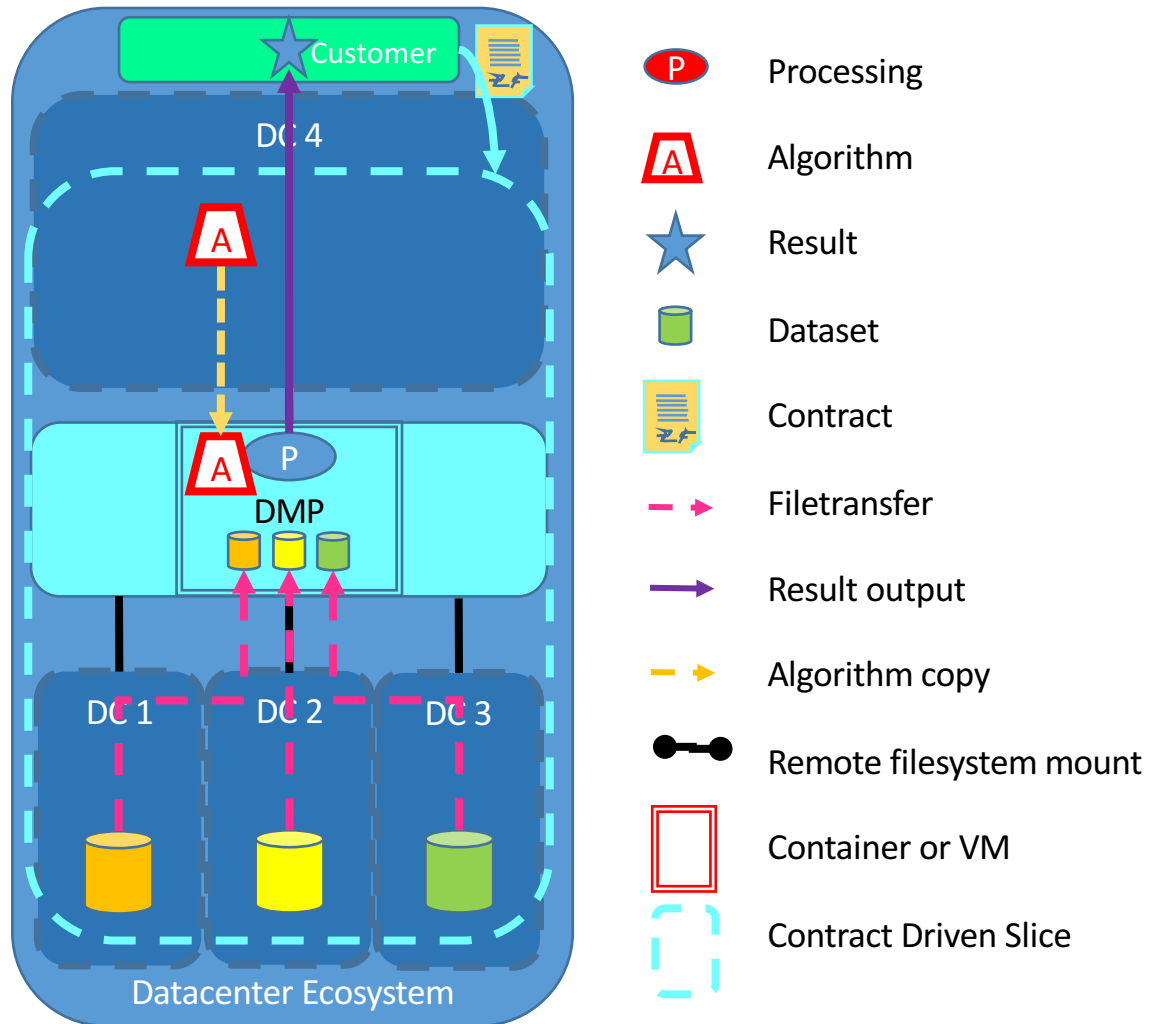 Customer
DC 4
A
A
P
DMP
DC 1
DC 2
DC 3
Datacenter Ecosystem
P
Processing
A
Algorithm
Result
Dataset
Contract
Filetransfer
Result output
Algorithm copy
Remote filesystem mount
Container or VM
Contract Driven Slice